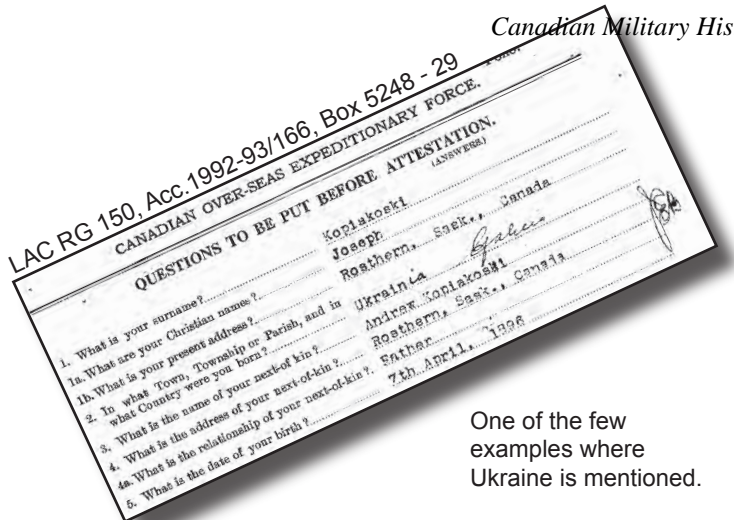 Canadian Military His
LAC RG 150, Acc.1992-93/166, Box 5248 - 29
CANADIAN OVER-SEAS EXPEDITIONARY FORCE.
QUESTIONS TO BE PUT BEFORE ATTESTATION.
(ANSWERS)
1. What is your surname? Kopiakoski
1a. What are your Christian names? Joseph
1b. What is your present address? Rosthern, Sask., Canada
2. In what Town, Township or Parish, and in
what Country were you born? Ukrainia
3. What is the name of your next-of kin? Andrew Kopiakoski
4. What is the address of your next-of-kin? Rosthern, Sask., Canada
4a. What is the relationship of your next-of-kin? Father
5. What is the date of your birth? 7th April, 1896
One of the few
examples where
Ukraine is mentioned.